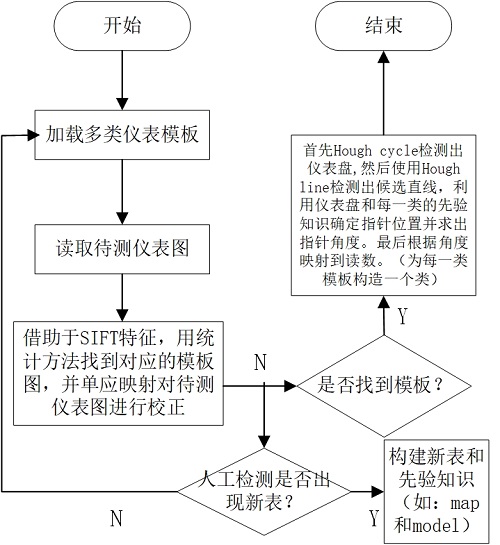 开始
加载多类仪表模板
读取待测仪表图
借助于SIFT特征，用统
计方法找到对应的模板
图，并单应映射对待测
仪表图进行校正
N
是否找到模板？
Y
首先Hough cycle检测出
仪表盘,然后使用Hough
line检测出候选直线，利
用仪表盘和每一类的先验
知识确定指针位置并求出
指针角度。最后根据角度
映射到读数。（为每一类
模板构造一个类）
结束
人工检测是否出
现新表？
N
Y
构建新表和
先验知识
（如：map
和model）